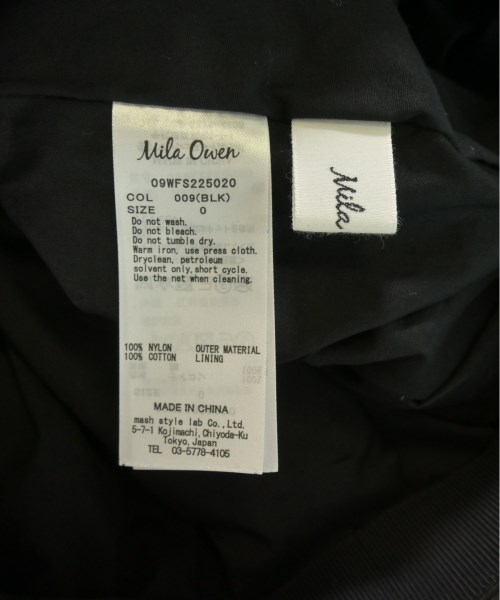 Mila Owen
09WFS225020
COL 009(BLK)
SIZE 0
Do not wash.
Do not bleach.
Do not tumble dry.
Warm iron, use press cloth.
Dryclean, petroleum
solvent only,short cycle.
Use the net when cleaning.
100% NYLON OUTER MATERIAL
100% COTTON LINING
MADE IN CHINA
mash style lab Co.,Ltd.
5-7-1 Kojimachi,Chiyoda-Ku
Tokyo,Japan
TEL 03-5778-4105
Mila